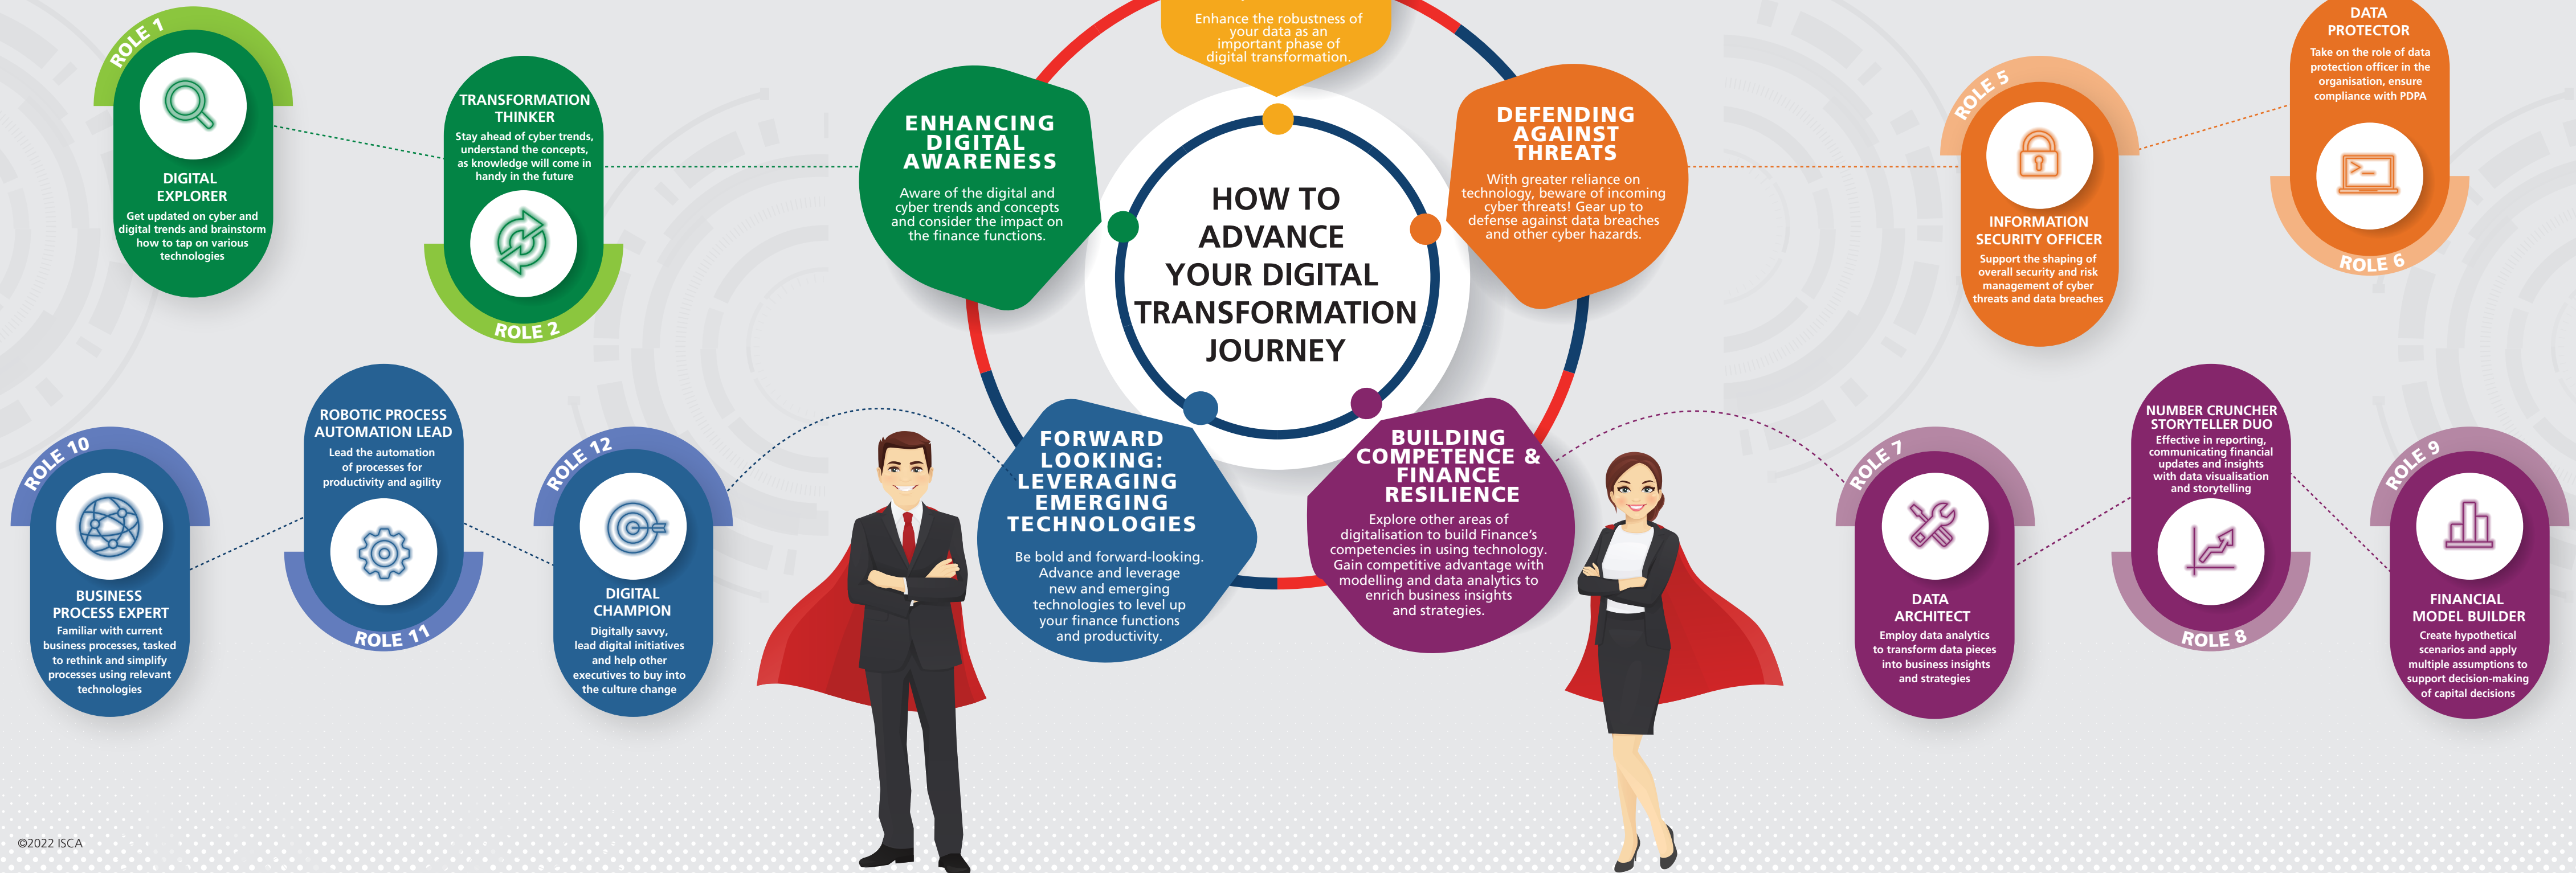 ROLE 1
DIGITAL
EXPLORER
Get updated on cyber and
digital trends and brainstorm
how to tap on various
technologies
TRANSFORMATION
THINKER
Stay ahead of cyber trends,
understand the concepts,
as knowledge will come in
handy in the future
ROLE 2
ENHANCING
DIGITAL
AWARENESS
Aware of the digital and
cyber trends and concepts
and consider the impact on
the finance functions.
Enhance the robustness of
your data as an
important phase of
digital transformation.
HOW TO
ADVANCE
YOUR DIGITAL
TRANSFORMATION
JOURNEY
DEFENDING
AGAINST
THREATS
With greater reliance on
technology, beware of incoming
cyber threats! Gear up to
defense against data breaches
and other cyber hazards.
ROLE 5
INFORMATION
SECURITY OFFICER
Support the shaping of
overall security and risk
management of cyber
threats and data breaches
DATA
PROTECTOR
Take on the role of data
protection officer in the
organisation, ensure
compliance with PDPA
ROLE 6
ROLE 10
BUSINESS
PROCESS EXPERT
Familiar with current
business processes, tasked
to rethink and simplify
processes using relevant
technologies
ROBOTIC PROCESS
AUTOMATION LEAD
Lead the automation
of processes for
productivity and agility
ROLE 11
ROLE 12
DIGITAL
CHAMPION
Digitally savvy,
lead digital initiatives
and help other
executives to buy into
the culture change
FORWARD
LOOKING:
LEVERAGING
EMERGING
TECHNOLOGIES
Be bold and forward-looking.
Advance and leverage
new and emerging
technologies to level up
your finance functions
and productivity.
BUILDING
COMPETENCE &
FINANCE
RESILIENCE
Explore other areas of
digitalisation to build Finance's
competencies in using technology.
Gain competitive advantage with
modelling and data analytics to
enrich business insights
and strategies.
ROLE 7
DATA
ARCHITECT
Employ data analytics
to transform data pieces
into business insights
and strategies
NUMBER CRUNCHER
STORYTELLER DUO
Effective in reporting,
communicating financial
updates and insights
with data visualisation
and storytelling
ROLE 8
ROLE 9
FINANCIAL
MODEL BUILDER
Create hypothetical
scenarios and apply
multiple assumptions to
support decision-making
of capital decisions
©2022 ISCA